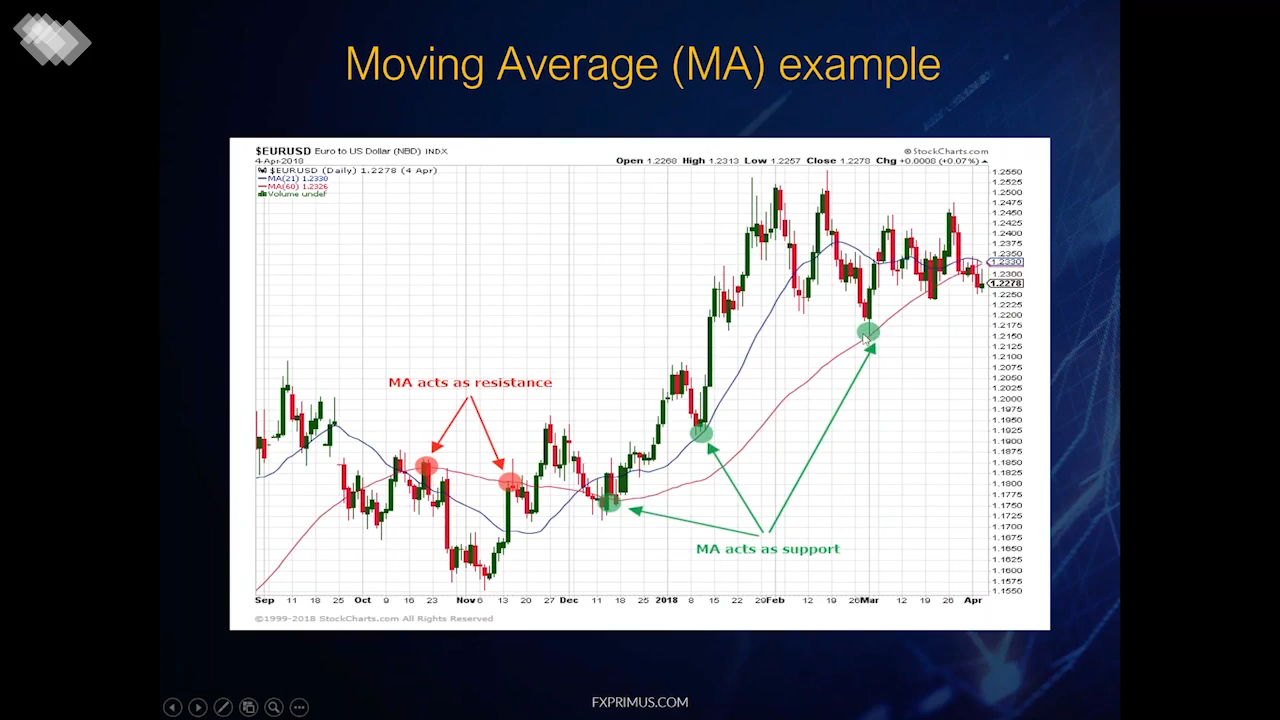 Moving Average (MA) example
$EURUSD Euro to US Dollar (NBD) INDX
©StockCharts.com
4-Apr-2018
Open 1.2268 High 1.2313 Low 1.2257 Close 1.2278 Chg +0.0008 (+0.07%)
$EURUSD (Daily) 1.2278 (4 Apr)
MA(21) 1.2330
MA(60) 1.2326
Volume undef
1.2550
1.2525
1.2500
1.2475
1.2450
1.2425
1.2400
1.2375
1.2350
1.2330
1.2300
1.2278
1.2250
1.2225
1.2200
1.2175
1.2150
1.2125
1.2100
1.2075
1.2050
1.2025
1.2000
1.1975
1.1950
1.1925
1.1900
1.1875
1.1850
1.1825
1.1800
1.1775
1.1750
1.1725
1.1700
1.1675
1.1650
1.1625
1.1600
1.1575
1.1550
MA acts as resistance
MA acts as support
Sep 11 18 25 Oct 9 16 23 Nov 6 13 20 27 Dec 11 18 25 2018 8 15 22 29 Feb 12 19 26 Mar 12 19 26 Apr
©1999-2018 StockCharts.com All Rights Reserved
FXPRIMUS.COM